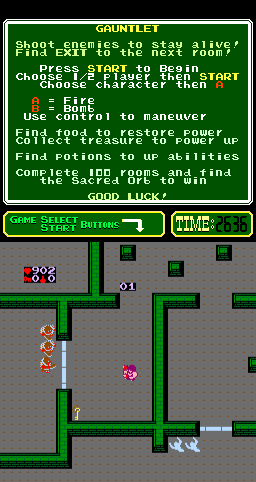 GAUNTLET
Shoot enemies to stay alive!
Find EXIT to the next room!
Press START to Begin
Choose 1/2 player then START
Choose character then A
A = Fire
B = Bomb
Use control to maneuver
Find food to restore power
Collect treasure to power up
Find potions to up abilities
Complete 100 rooms and find
the Sacred Orb to win
GOOD LUCK!
GAME SELECT
START BUTTONS
TIME: 2636
902
01
0 0